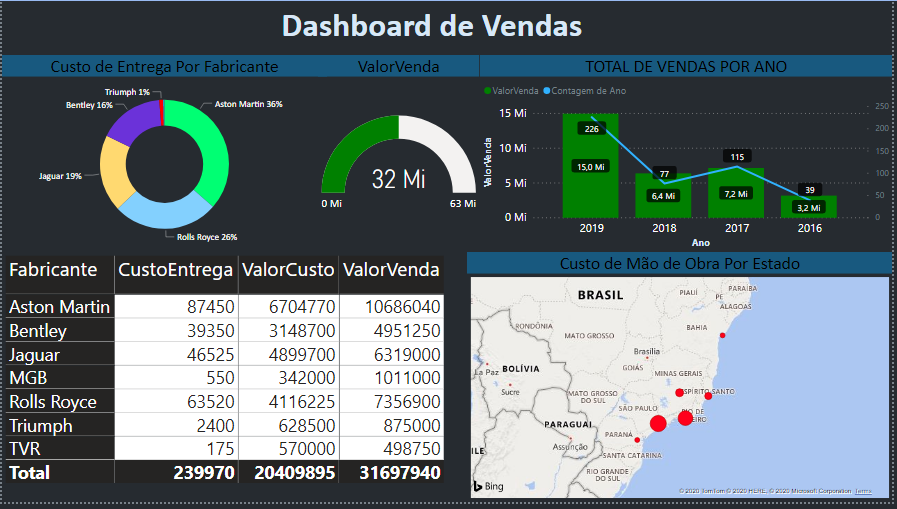 Dashboard de Vendas
Custo de Entrega Por Fabricante
Triumph 1%
Bentley 16%
Aston Martin 36%
Jaguar 19%
Rolls Royce 26%
ValorVenda
32 Mi
0 Mi
63 Mi
TOTAL DE VENDAS POR ANO
ValorVenda Contagem de Ano
15 Mi
10 Mi
5 Mi
0 Mi
ValorVenda
250
200
150
100
50
0
226
77
115
39
15,0 Mi
6,4 Mi
7,2 Mi
3,2 Mi
2019 2018 2017 2016
Ano
Fabricante CustoEntrega ValorCusto ValorVenda
Aston Martin 87450 6704770 10686040
Bentley 39350 3148700 4951250
Jaguar 46525 4899700 6319000
MGB 550 342000 1011000
Rolls Royce 63520 4116225 7356900
Triumph 2400 628500 875000
TVR 175 570000 498750
Total 239970 20409895 31697940
Custo de Mão de Obra Por Estado
BRASIL
PIAUÍ
PARAÍBA
PE
ALAGOAS
RONDÔNIA
MATO GROSSO
BAHIA
Brasília
La Paz
BOLÍVIA
GOIÁS
MINAS GERAIS
Sucre
MATO GROSSO
DO SUL
ESPÍRITO SANTO
SÃO PAULO
RIO DE
JANEIRO
PARAGUAI
PARANÁ
Assunção
SANTA CATARINA
RIO GRANDE
DO SUL
ILE
Bing
© 2020 TomTom © 2020 HERE, © 2020 Microsoft Corporation Terms